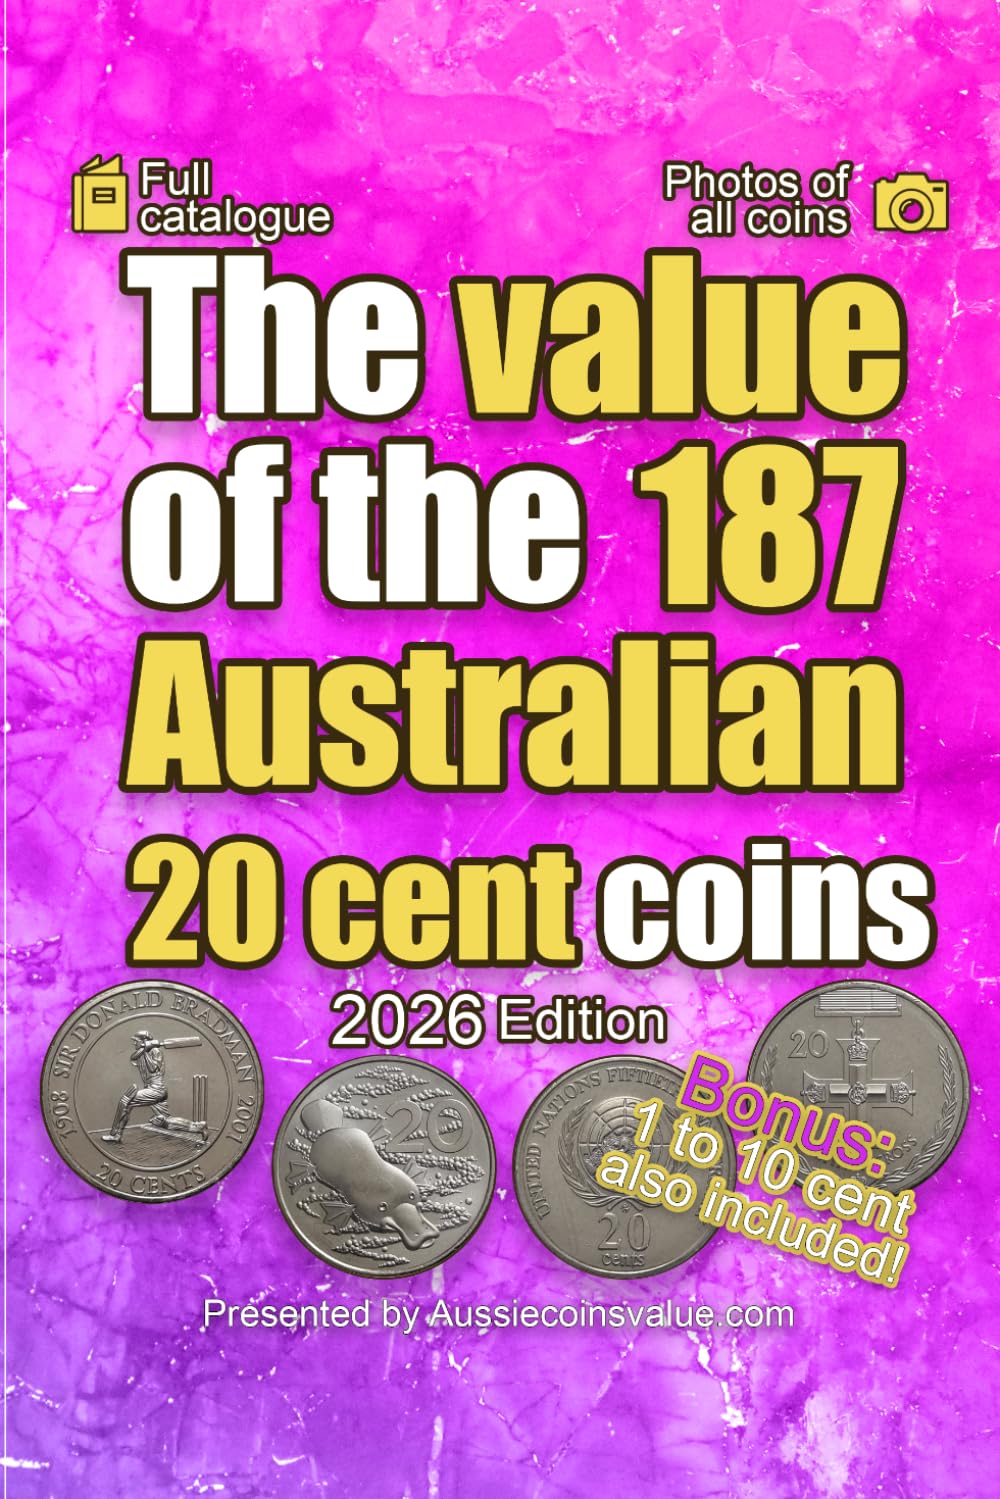 Full
catalogue
Photos of
all coins
The value
of the 187
Australian
20 cent coins
2026 Edition
SIR DONALD BRADMAN
1908 2001
20 CENTS
20
UNITED NATIONS
20
cents
20
Bonus:
1 to 10 cent
also included!
Presented by Aussiecoinsvalue.com